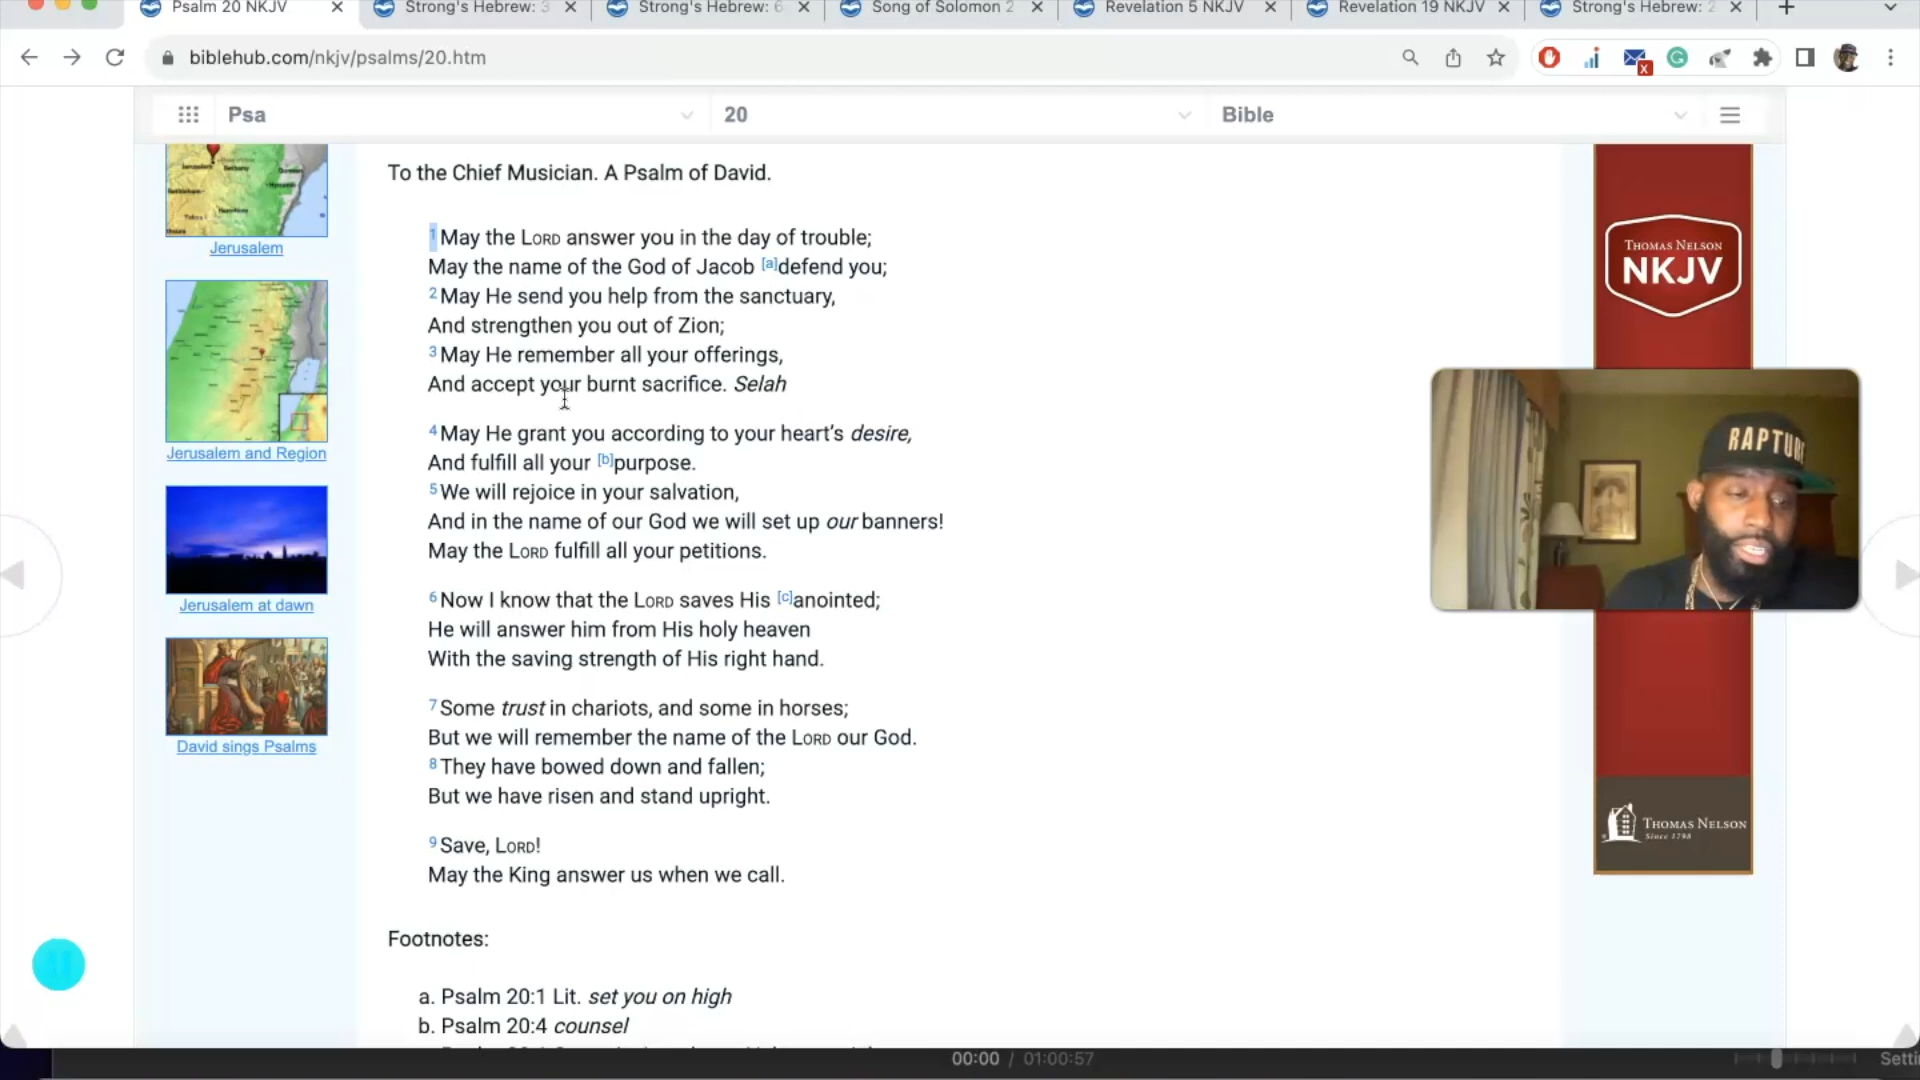 Psalm 20 NKJV
Strong's Hebrew: 3
Strong's Hebrew: 6
Song of Solomon 2
Revelation 5 NKJV
Revelation 19 NKJV
Strong's Hebrew: 2
biblehub.com/nkjv/psalms/20.htm
Psa
20
Bible
To the Chief Musician. A Psalm of David.
1 May the LORD answer you in the day of trouble;
May the name of the God of Jacob [a]defend you;
2 May He send you help from the sanctuary,
And strengthen you out of Zion;
3 May He remember all your offerings,
And accept your burnt sacrifice. Selah
4 May He grant you according to your heart's desire,
And fulfill all your [b]purpose.
5 We will rejoice in your salvation,
And in the name of our God we will set up our banners!
May the LORD fulfill all your petitions.
6 Now I know that the LORD saves His [c]anointed;
He will answer him from His holy heaven
With the saving strength of His right hand.
7 Some trust in chariots, and some in horses;
But we will remember the name of the LORD our God.
8 They have bowed down and fallen;
But we have risen and stand upright.
9 Save, LORD!
May the King answer us when we call.
Footnotes:
a. Psalm 20:1 Lit. set you on high
b. Psalm 20:4 counsel
Jerusalem
Jerusalem and Region
Jerusalem at dawn
David sings Psalms
THOMAS NELSON
NKJV
RAPTURE
THOMAS NELSON
Since 1798
00:00 / 01:00:57
Setti